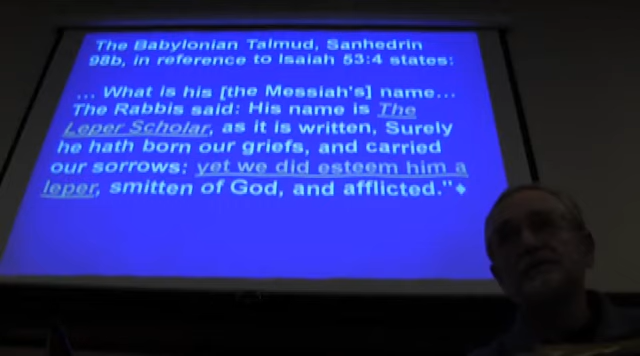 The Babylonian Talmud, Sanhedrin
98b, in reference to Isaiah 53:4 states:
... What is his [the Messiah's] name...
The Rabbis said: His name is The
Leper Scholar, as it is written, Surely
he hath born our griefs, and carried
our sorrows: yet we did esteem him a
leper, smitten of God, and afflicted."♦